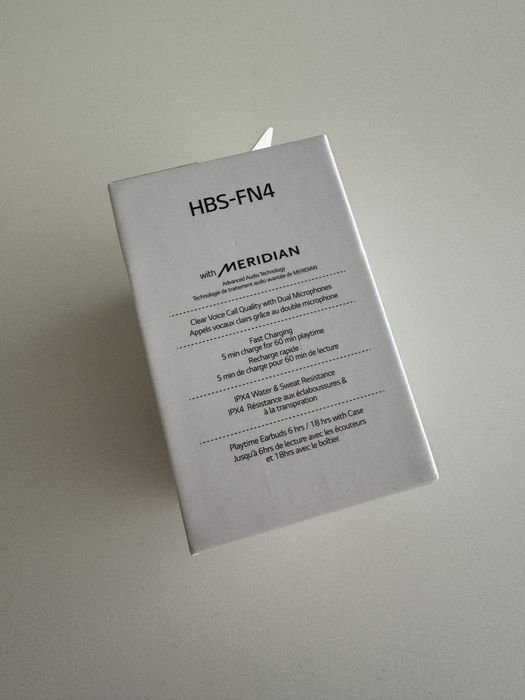 HBS-FN4
with MERIDIAN
Advanced Audio Technology
Technologie de traitement audio avancée de MERIDIAN
Clear Voice Call Quality with Dual Microphones
Appels vocaux clairs grâce au double microphone
Fast Charging
5 min charge for 60 min playtime
Recharge rapide :
5 min de charge pour 60 min de lecture
IPX4 Water & Sweat Resistance
IPX4 Résistance aux éclaboussures &
à la transpiration
Playtime Earbuds 6 hrs / 18 hrs with Case
Jusqu'à 6hrs de lecture avec les écouteurs
et 18hrs avec le boîtier.